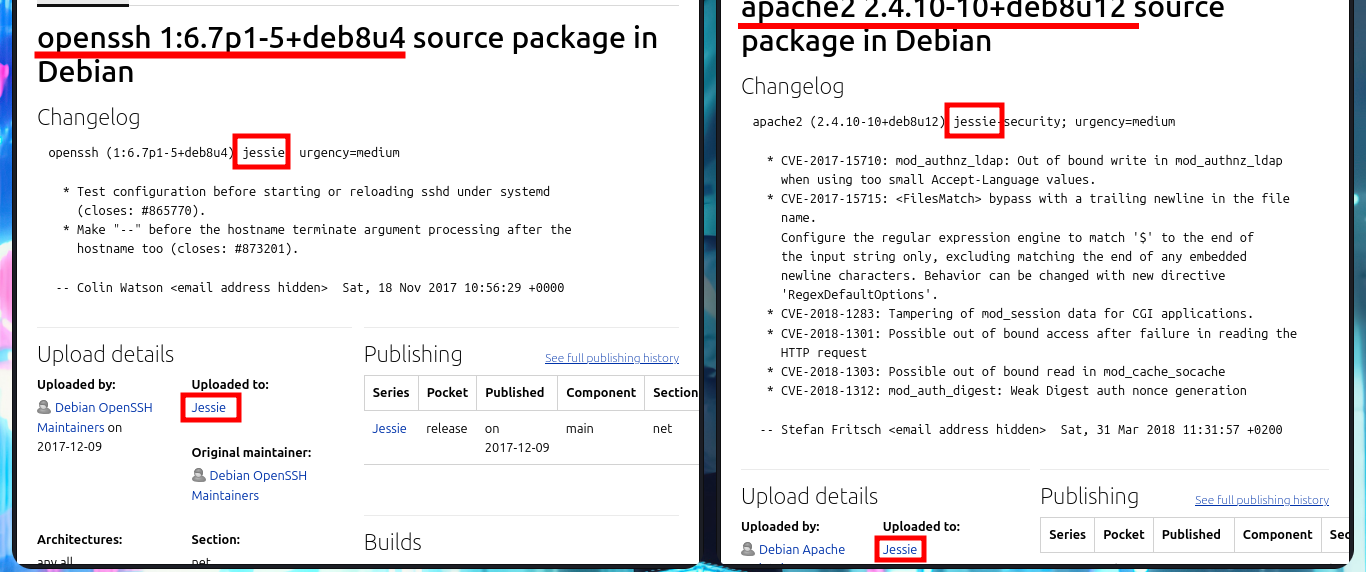 openssh 1:6.7p1-5+deb8u4 source package in
Debian
Changelog
openssh (1:6.7p1-5+deb8u4) jessie; urgency=medium
* Test configuration before starting or reloading sshd under systemd
(closes: #865770).
* Make "--" before the hostname terminate argument processing after the
hostname too (closes: #873201).
-- Colin Watson <email address hidden>  Sat, 18 Nov 2017 10:56:29 +0000
Upload details
Uploaded by:
Debian OpenSSH
Maintainers on
2017-12-09
Uploaded to:
Jessie
Original maintainer:
Debian OpenSSH
Maintainers
Architectures:
any all
Section:
net
Publishing
See full publishing history
Series Pocket Published Component Section
Jessie release on main net
2017-12-09
Builds
apache2 2.4.10-10+deb8u12 source
package in Debian
Changelog
apache2 (2.4.10-10+deb8u12) jessie-security; urgency=medium
* CVE-2017-15710: mod_authnz_ldap: Out of bound write in mod_authnz_ldap
when using too small Accept-Language values.
* CVE-2017-15715: <FilesMatch> bypass with a trailing newline in the file
name.
Configure the regular expression engine to match '$' to the end of
the input string only, excluding matching the end of any embedded
newline characters. Behavior can be changed with new directive
'RegexDefaultOptions'.
* CVE-2018-1283: Tampering of mod_session data for CGI applications.
* CVE-2018-1301: Possible out of bound access after failure in reading the
HTTP request
* CVE-2018-1303: Possible out of bound read in mod_cache_socache
* CVE-2018-1312: mod_auth_digest: Weak Digest auth nonce generation
-- Stefan Fritsch <email address hidden>  Sat, 31 Mar 2018 11:31:57 +0200
Upload details
Uploaded by:
Debian Apache
Uploaded to:
Jessie
Publishing
See full publishing history
Series Pocket Published Component Sec